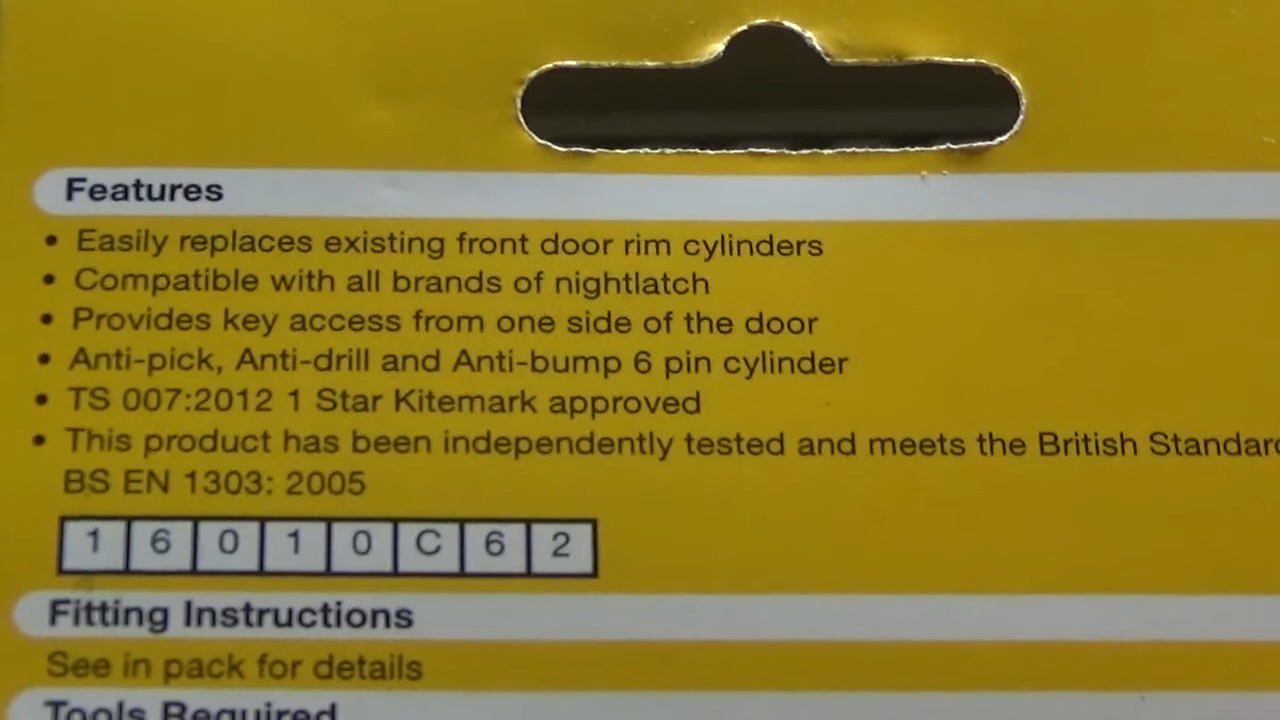 Features
• Easily replaces existing front door rim cylinders
• Compatible with all brands of nightlatch
• Provides key access from one side of the door
• Anti-pick, Anti-drill and Anti-bump 6 pin cylinder
• TS 007:2012 1 Star Kitemark approved
• This product has been independently tested and meets the British Standard
BS EN 1303: 2005
1 6 0 1 0 C 6 2
Fitting Instructions
See in pack for details
Tools Required